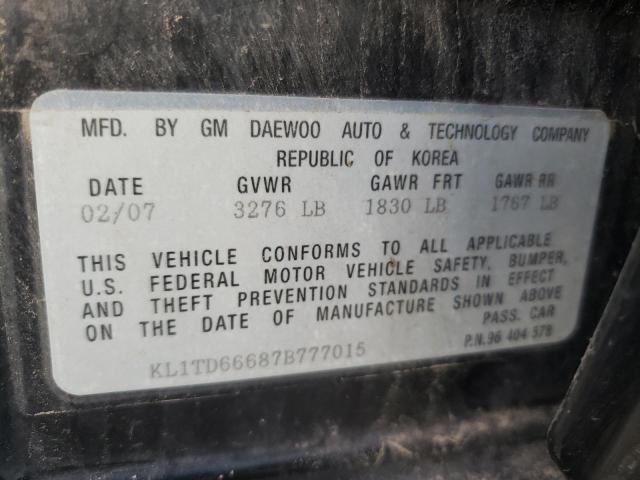 MFD. BY GM DAEWOO AUTO & TECHNOLOGY COMPANY
REPUBLIC OF KOREA
DATE GVWR GAWR FRT GAWR RR
02/07 3276 LB 1830 LB 1767 LB
THIS VEHICLE CONFORMS TO ALL APPLICABLE
U.S. FEDERAL MOTOR VEHICLE SAFETY, BUMPER,
AND THEFT PREVENTION STANDARDS IN EFFECT
ON THE DATE OF MANUFACTURE SHOWN ABOVE
PASS. CAR
KL1TD66687B777015 P.N.96 404 578